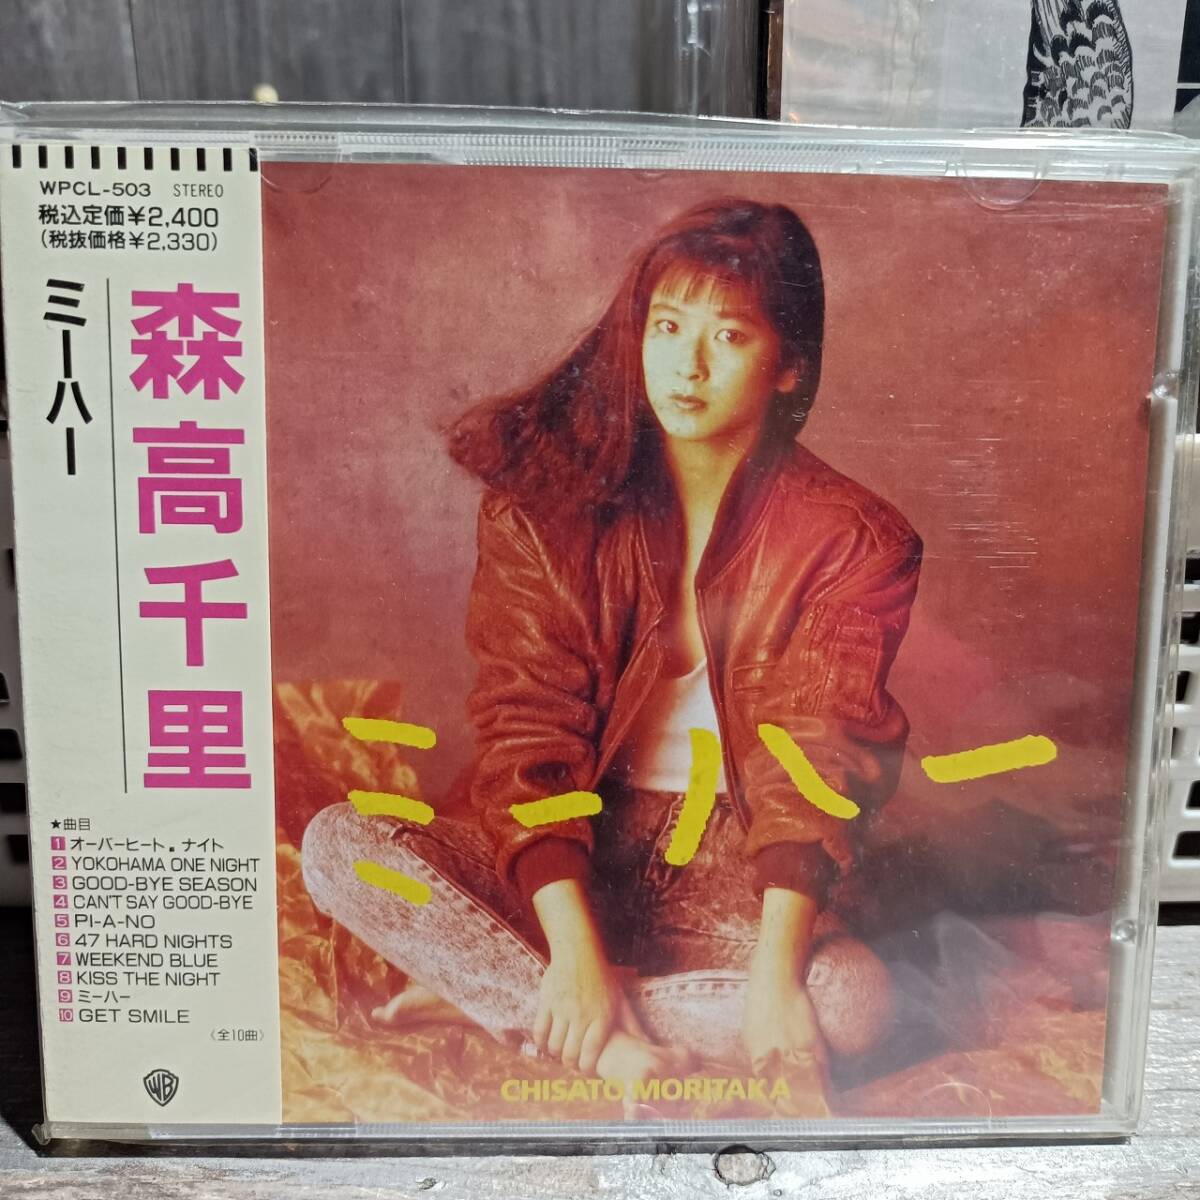 WPCL-503 STEREO
税込定価¥2,400
(税抜価格¥2,330)
ミーハー
森高千里
★曲目
1 オーバーヒート。ナイト
2 YOKOHAMA ONE NIGHT
3 GOOD-BYE SEASON
4 CAN'T SAY GOOD-BYE
5 PI-A-NO
6 47 HARD NIGHTS
7 WEEKEND BLUE
8 KISS THE NIGHT
9 ミーハー
10 GET SMILE
《全10曲》
WB
ミーハー
CHISATO MORITAKA